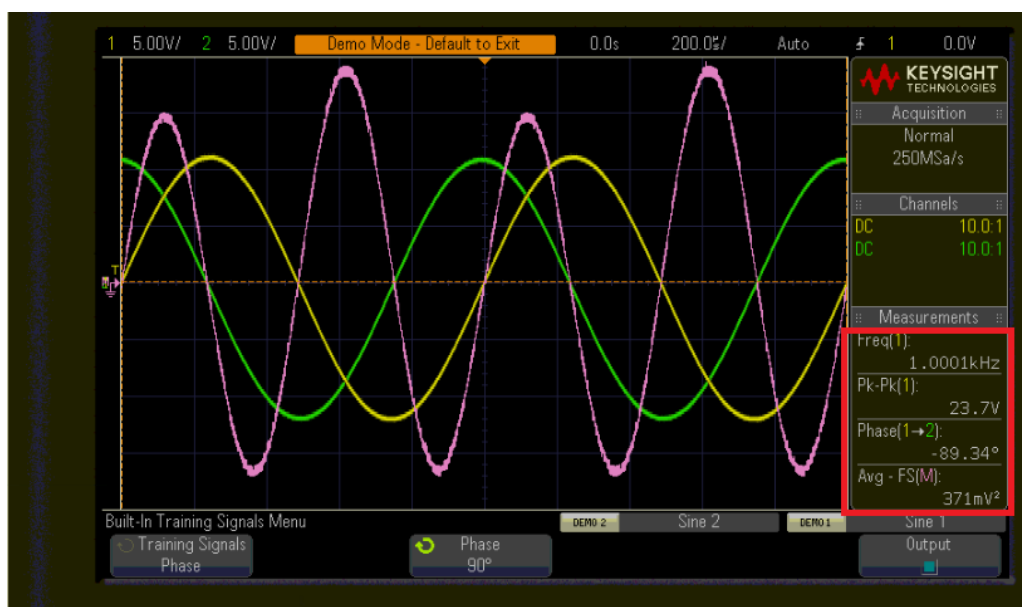 1 5.00V/ 2 5.00V/ Demo Mode - Default to Exit 0.0s 200.0㎲/ Auto 1 0.0V
KEYSIGHT
TECHNOLOGIES
Acquisition
Normal
250MSa/s
Channels
DC 10.0:1
DC 10.0:1
T
Measurements
Freq(1):
1.0001kHz
Pk-Pk(1):
23.7V
Phase(1→2):
-89.34°
Avg - FS(M):
371mV²
Built-In Training Signals Menu DEMO 2 Sine 2 DEMO 1 Sine 1
Training Signals Phase Output
Phase 90°